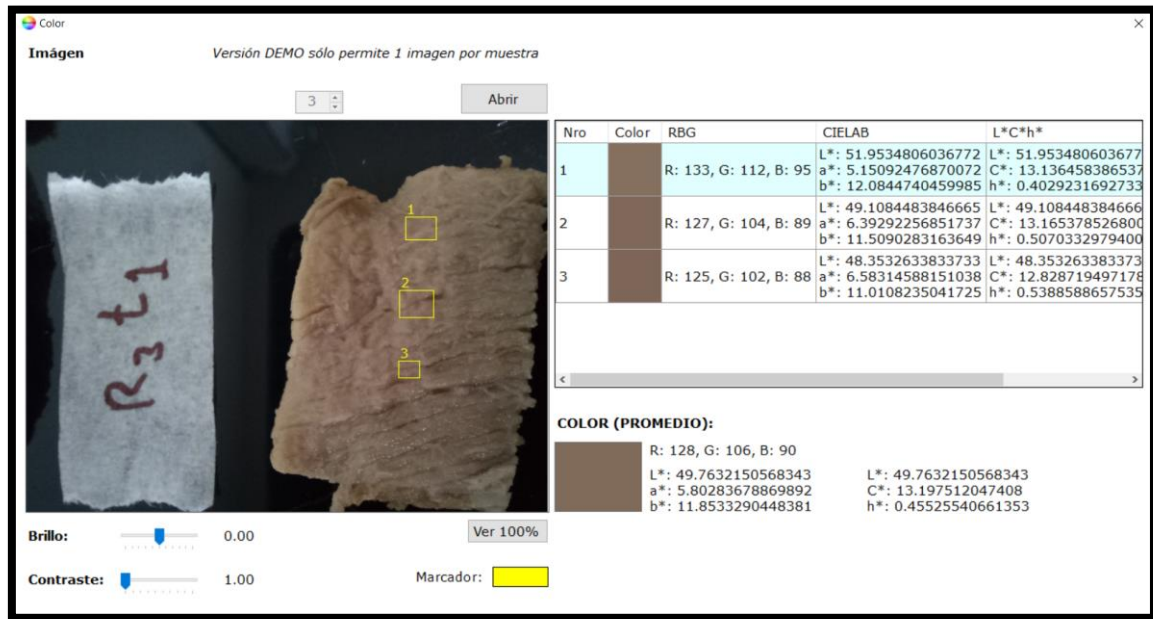 Color
Imágen
Versión DEMO sólo permite 1 imagen por muestra
3
Abrir
R3 t1
1
2
3
Nro Color RBG CIELAB L*C*h*
1 R: 133, G: 112, B: 95 L*: 51.9534806036772 a*: 5.15092476870072 b*: 12.0844740459985 L*: 51.953480603677 C*: 13.136458386537 h*: 0.4029231692733
2 R: 127, G: 104, B: 89 L*: 49.1084483846665 a*: 6.39292256851737 b*: 11.5090283163649 L*: 49.108448384666 C*: 13.165378526800 h*: 0.5070332979400
3 R: 125, G: 102, B: 88 L*: 48.3532633833733 a*: 6.58314588151038 b*: 11.0108235041725 L*: 48.353263383373 C*: 12.828719497178 h*: 0.5388588657535
COLOR (PROMEDIO):
R: 128, G: 106, B: 90
L*: 49.7632150568343 L*: 49.7632150568343
a*: 5.80283678869892 C*: 13.197512047408
b*: 11.8533290448381 h*: 0.45525540661353
Brillo: 0.00
Ver 100%
Contraste: 1.00
Marcador: